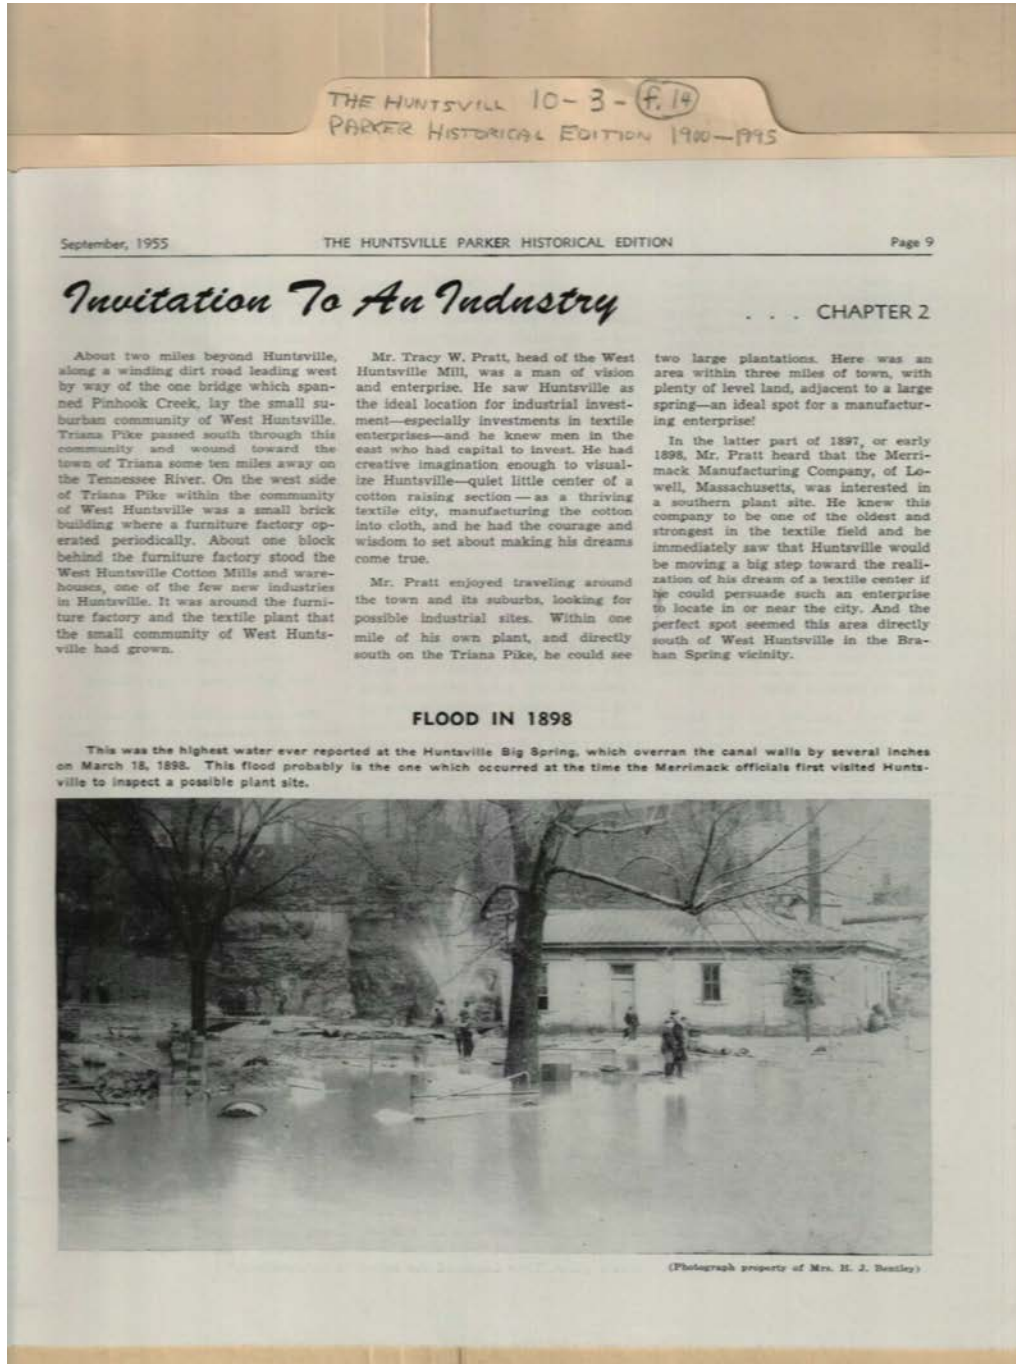 THE HUNTSVILL 10-3-f.14
PARKER HISTORICAL EDITION 1900-1995
September, 1955 THE HUNTSVILLE PARKER HISTORICAL EDITION Page 9
Invitation To An Industry
. . . CHAPTER 2
About two miles beyond Huntsville,
along a winding dirt road leading west
by way of the one bridge which span-
ned Pinhook Creek, lay the small su-
burban community of West Huntsville.
Triana Pike passed south through this
community and wound toward the
town of Triana some ten miles away on
the Tennessee River. On the west side
of Triana Pike within the community
of West Huntsville was a small brick
building where a furniture factory op-
erated periodically. About one block
behind the furniture factory stood the
West Huntsville Cotton Mills and ware-
houses, one of the few new industries
in Huntsville. It was around the furni-
ture factory and the textile plant that
the small community of West Hunts-
ville had grown.
Mr. Tracy W. Pratt, head of the West
Huntsville Mill, was a man of vision
and enterprise. He saw Huntsville as
the ideal location for industrial invest-
ment—especially investments in textile
enterprises—and he knew men in the
east who had capital to invest. He had
creative imagination enough to visual-
ize Huntsville—quiet little center of a
cotton raising section—as a thriving
textile city, manufacturing the cotton
into cloth, and he had the courage and
wisdom to set about making his dreams
come true.
Mr. Pratt enjoyed traveling around
the town and its suburbs, looking for
possible industrial sites. Within one
mile of his own plant, and directly
south on the Triana Pike, he could see
two large plantations. Here was an
area within three miles of town, with
plenty of level land, adjacent to a large
spring—an ideal spot for a manufactur-
ing enterprise!
In the latter part of 1897, or early
1898, Mr. Pratt heard that the Merri-
mack Manufacturing Company, of Lo-
well, Massachusetts, was interested in
a southern plant site. He knew this
company to be one of the oldest and
strongest in the textile field and he
immediately saw that Huntsville would
be moving a big step toward the reali-
zation of his dream of a textile center if
he could persuade such an enterprise
to locate in or near the city. And the
perfect spot seemed this area directly
south of West Huntsville in the Bra-
han Spring vicinity.
FLOOD IN 1898
This was the highest water ever reported at the Huntsville Big Spring, which overran the canal walls by several inches
on March 18, 1898. This flood probably is the one which occurred at the time the Merrimack officials first visited Hunts-
ville to inspect a possible plant site.
(Photograph property of Mrs. H. J. Bentley)